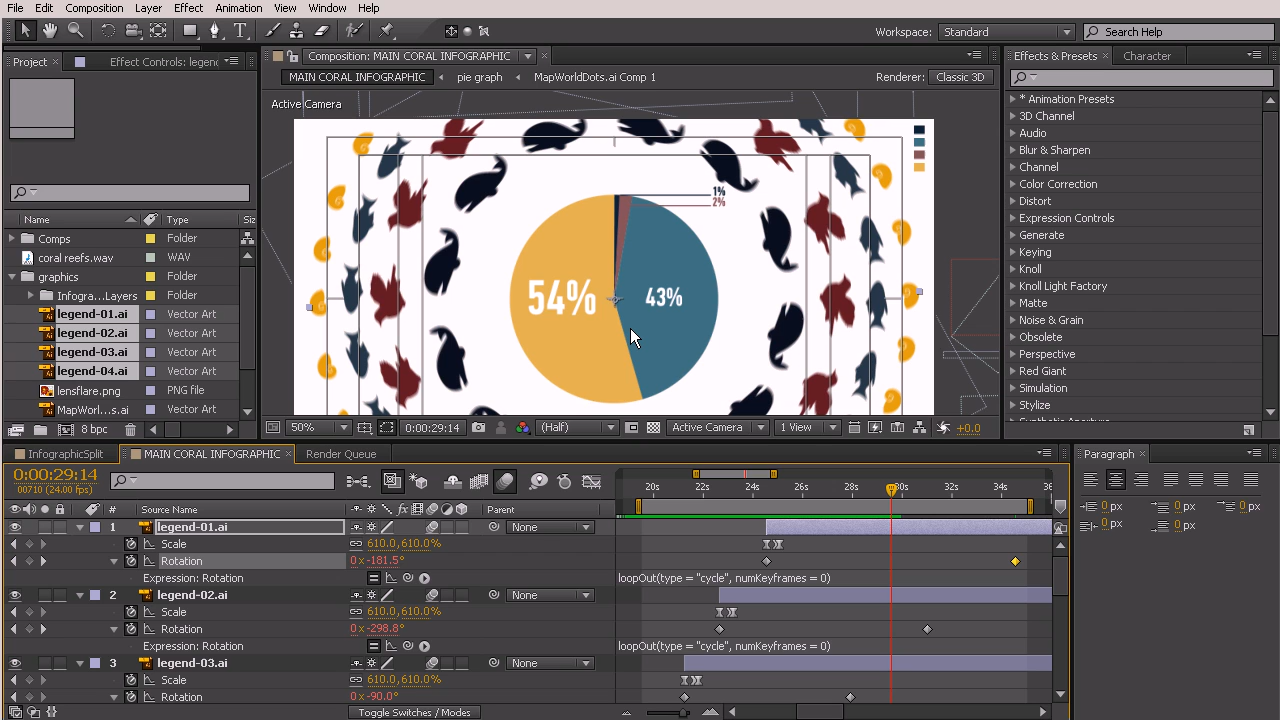 File Edit Composition Layer Effect Animation View Window Help
Workspace: Standard Search Help
Project × Effect Controls: legend
Composition: MAIN CORAL INFOGRAPHIC
Effects & Presets × Character
MAIN CORAL INFOGRAPHIC pie graph MapWorldDots.ai Comp 1
Renderer: Classic 3D
Active Camera
* Animation Presets
3D Channel
Audio
Blur & Sharpen
Channel
Color Correction
Distort
Expression Controls
Generate
Keying
Knoll
Knoll Light Factory
Matte
Noise & Grain
Obsolete
Perspective
Red Giant
Simulation
Stylize
1%
2%
54%
43%
Name Type Siz
Comps Folder
coral reefs.wav WAV
graphics Folder
Infogra...Layers Folder
legend-01.ai Vector Art
legend-02.ai Vector Art
legend-03.ai Vector Art
legend-04.ai Vector Art
lensflare.png PNG file
MapWorl...s.ai Vector Art
8 bpc
50% 0:00:29:14 (Half) Active Camera 1 View +0.0
InfographicSplit MAIN CORAL INFOGRAPHIC × Render Queue
Paragraph ×
0:00:29:14
00710 (24.00 fps)
20s 22s 24s 26s 28s 30s 32s 34s 36
# Source Name Parent
1 legend-01.ai None
Scale 610.0,610.0%
Rotation 0 x -181.5°
Expression: Rotation loopOut(type = "cycle", numKeyframes = 0)
2 legend-02.ai None
Scale 610.0,610.0%
Rotation 0 x -298.8°
Expression: Rotation loopOut(type = "cycle", numKeyframes = 0)
3 legend-03.ai None
Scale 610.0,610.0%
Rotation 0 x -90.0°
Toggle Switches / Modes
0 px 0 px 0 px
0 px 0 px